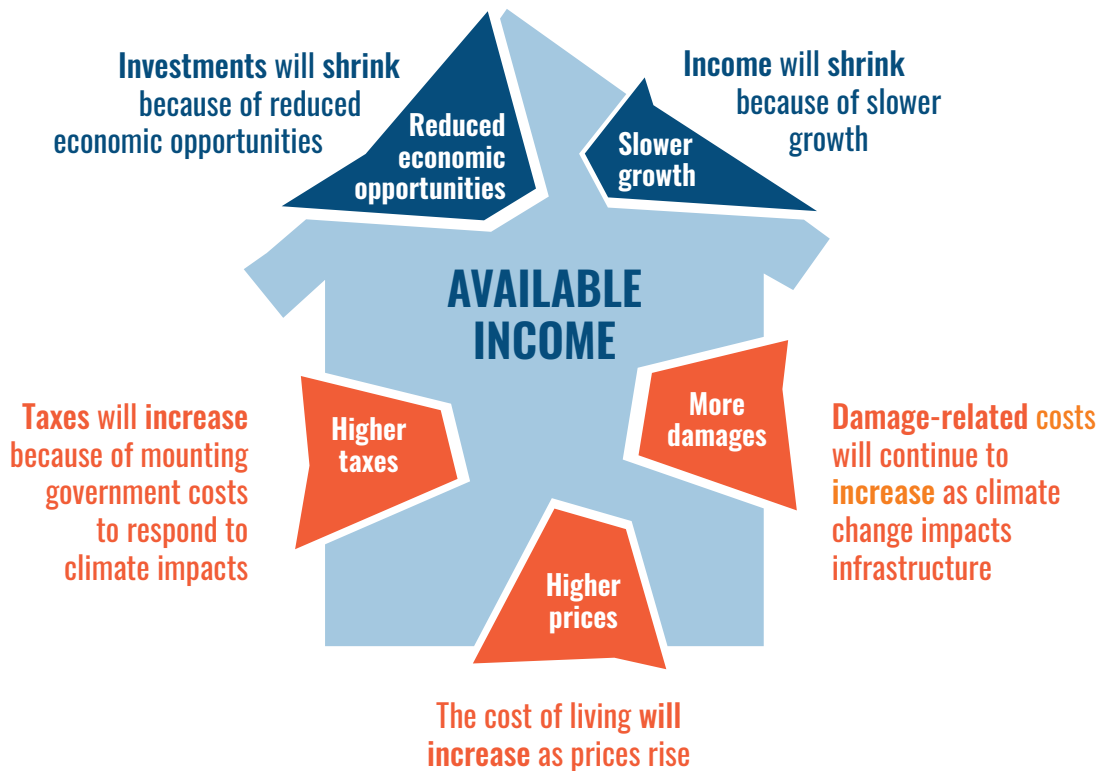 Investments will shrink
because of reduced
economic opportunities
Reduced
economic
opportunities
Income will shrink
because of slower
growth
Slower
growth
AVAILABLE
INCOME
Taxes will increase
because of mounting
government costs
to respond to
climate impacts
Higher
taxes
More
damages
Damage-related costs
will continue to
increase as climate
change impacts
infrastructure
Higher
prices
The cost of living will
increase as prices rise